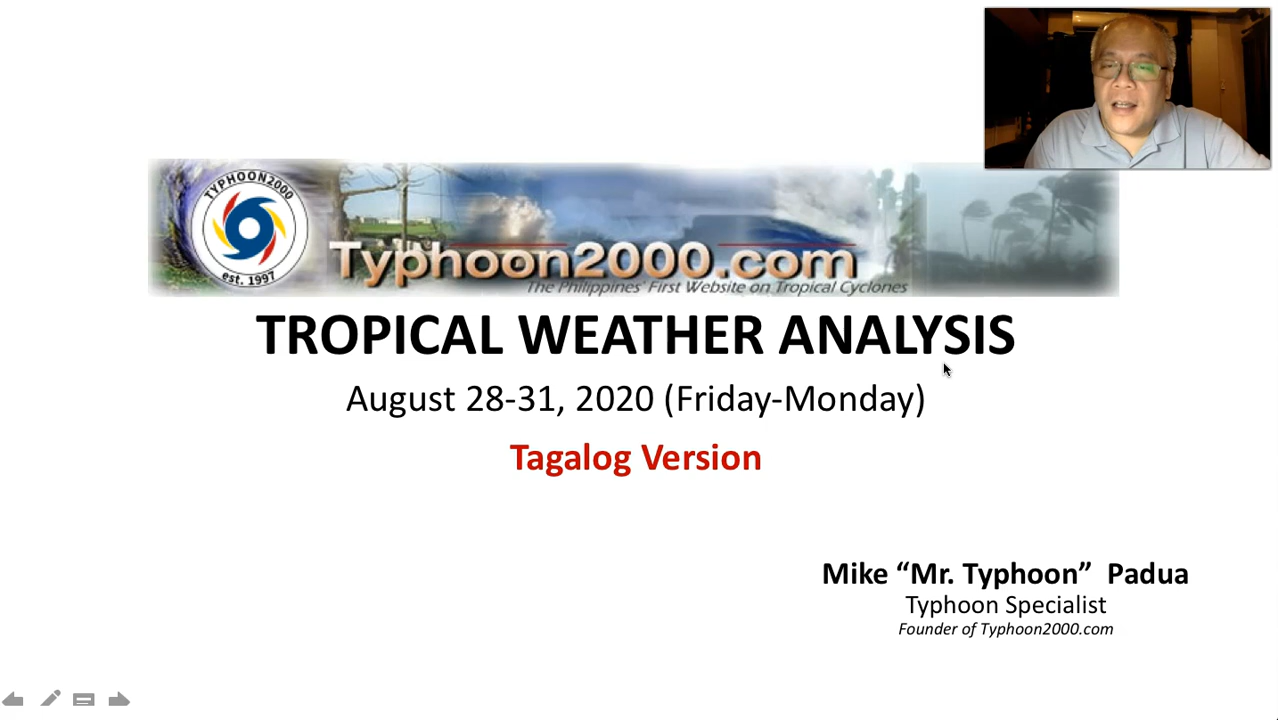 TYPHOON2000
est. 1997
Typhoon2000.com
The Philippines' First Website on Tropical Cyclones
TROPICAL WEATHER ANALYSIS
August 28-31, 2020 (Friday-Monday)
Tagalog Version
Mike “Mr. Typhoon” Padua
Typhoon Specialist
Founder of Typhoon2000.com